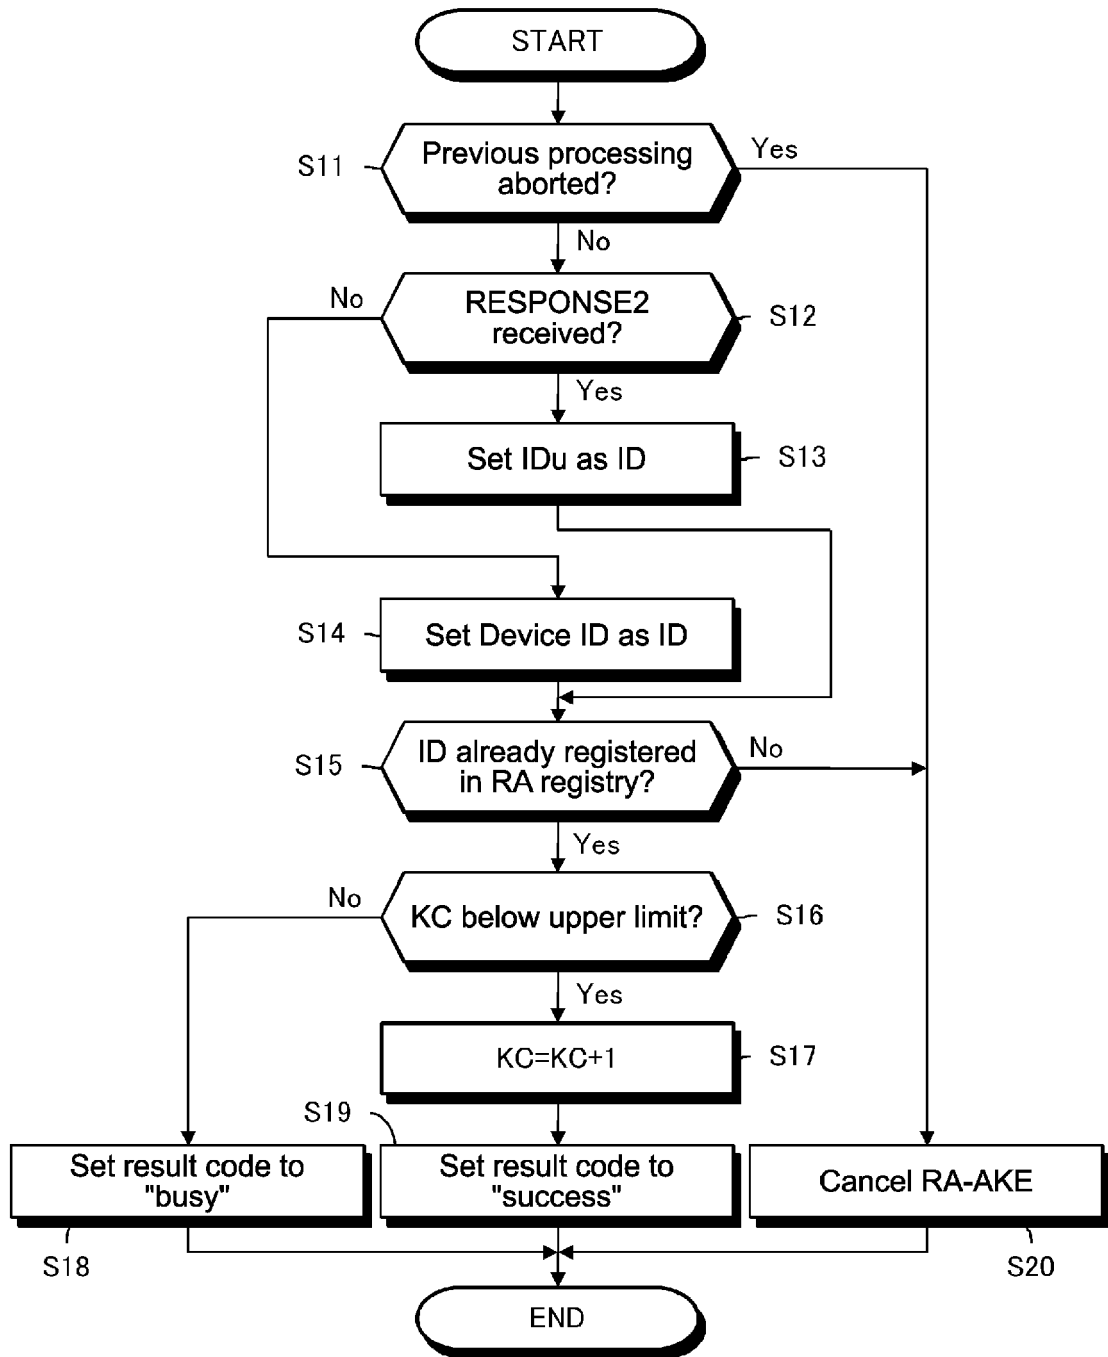 START
S11
Previous processing
aborted?
Yes
No
No
RESPONSE2
received?
S12
Yes
Set IDu as ID
S13
S14
Set Device ID as ID
S15
ID already registered
in RA registry?
No
Yes
No
KC below upper limit?
S16
Yes
KC=KC+1
S17
S19
Set result code to
"busy"
Set result code to
"success"
Cancel RA-AKE
S18
S20
END